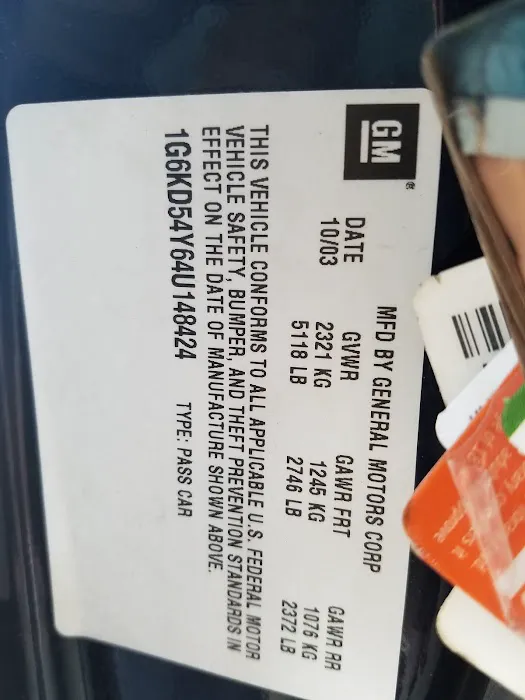 GM
MFD BY GENERAL MOTORS CORP
DATE GVWR GAWR FRT GAWR RR
10/03 2321 KG 1245 KG 1076 KG
5118 LB 2746 LB 2372 LB
THIS VEHICLE CONFORMS TO ALL APPLICABLE U.S. FEDERAL MOTOR
VEHICLE SAFETY, BUMPER, AND THEFT PREVENTION STANDARDS IN
EFFECT ON THE DATE OF MANUFACTURE SHOWN ABOVE.
1G6KD54Y64U148424 TYPE: PASS CAR